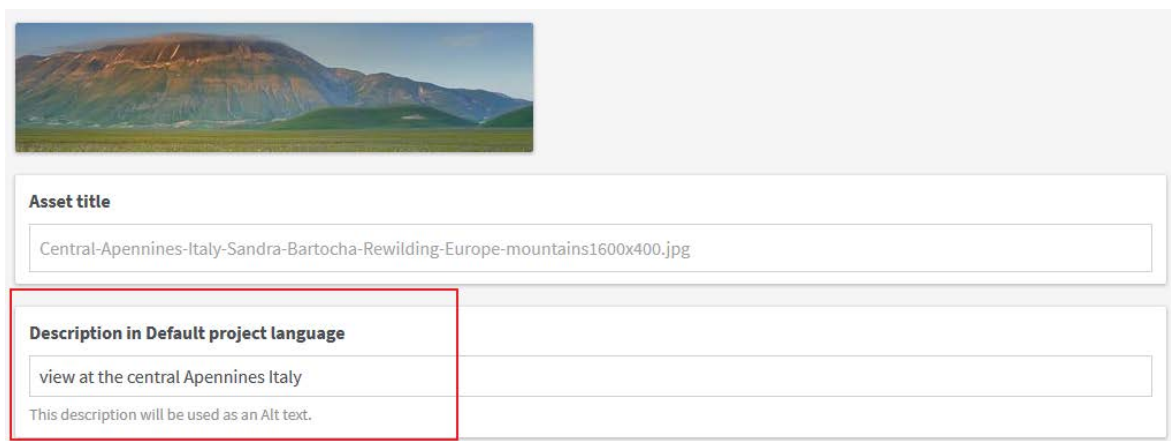 Asset title
Central-Apennines-Italy-Sandra-Bartocha-Rewilding-Europe-mountains1600x400.jpg
Description in Default project language
view at the central Apennines Italy
This description will be used as an Alt text.